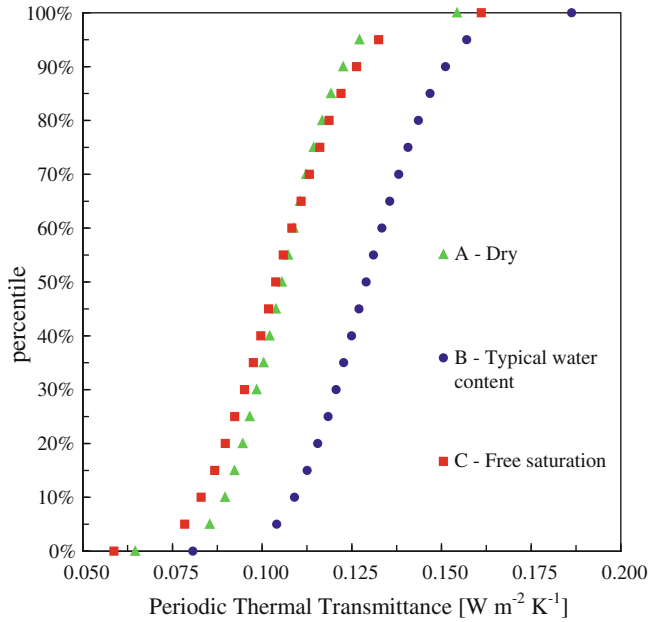 100%
90%
80%
70%
60%
50%
40%
30%
20%
10%
0%
percentile
A - Dry
B - Typical water
content
C - Free saturation
0.050 0.075 0.100 0.125 0.150 0.175 0.200
Periodic Thermal Transmittance [W m⁻² K⁻¹]